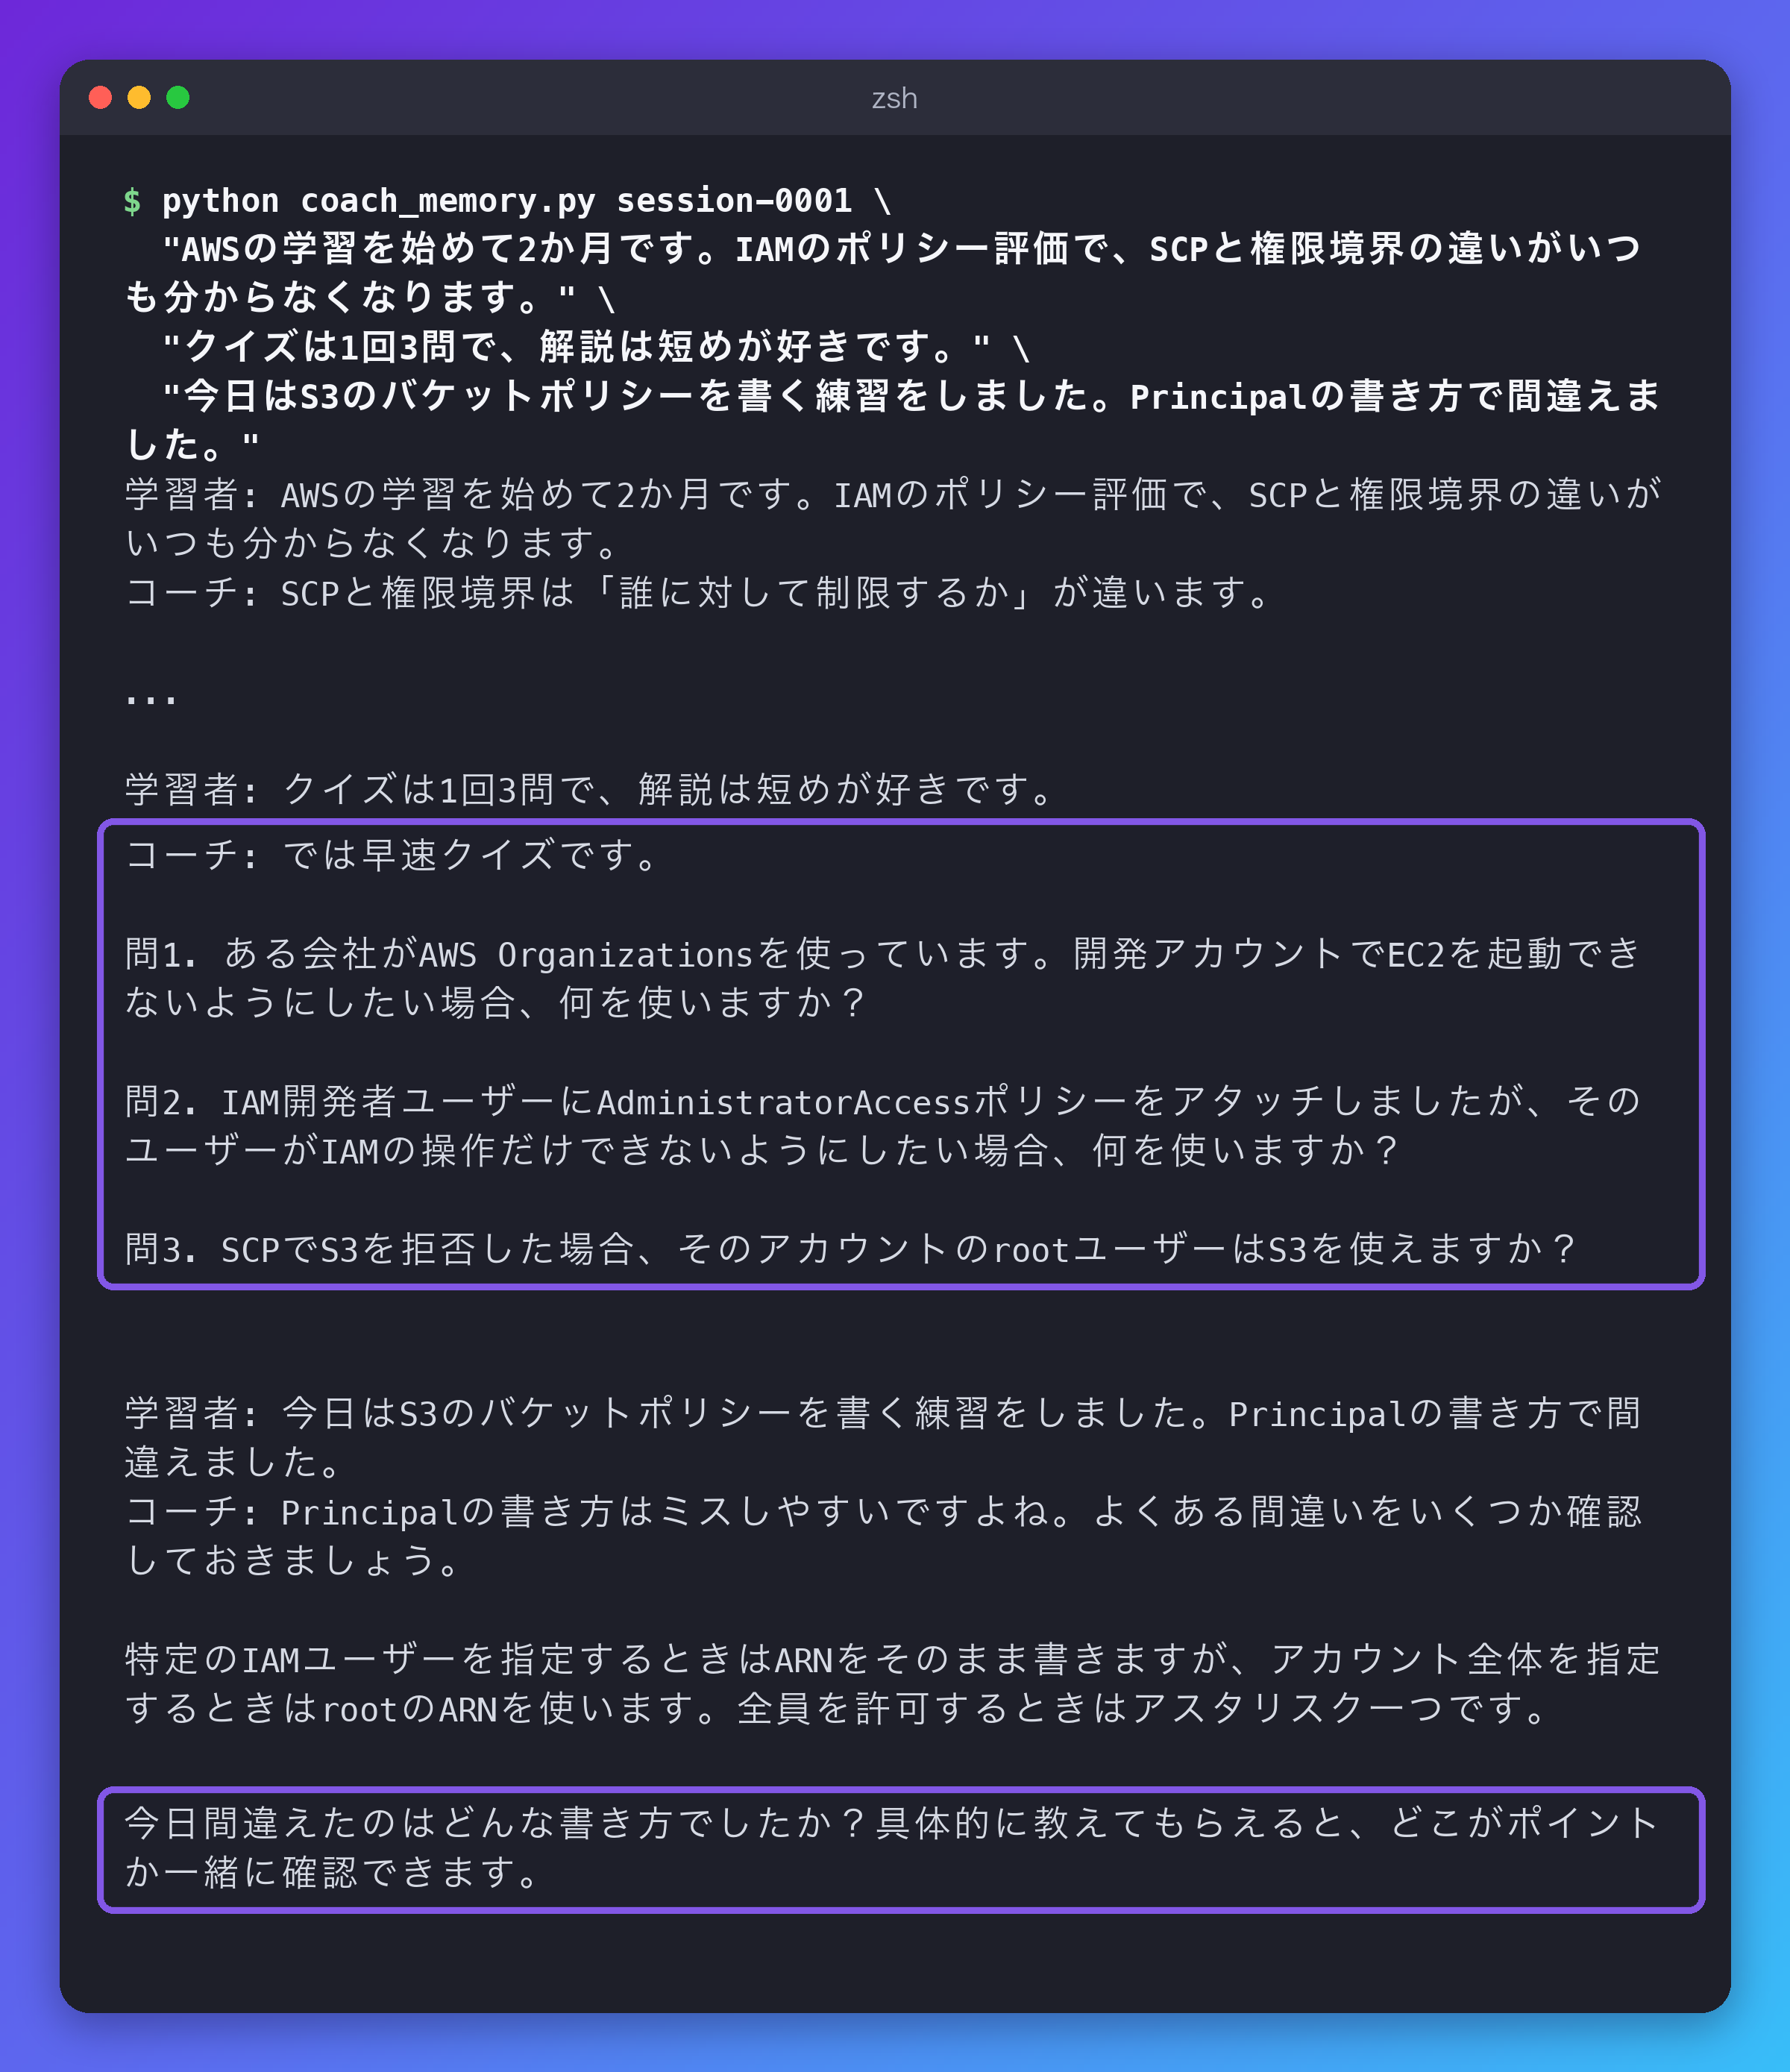 zsh
$ python coach_memory.py session-0001 \
"AWSの学習を始めて2か月です。IAMのポリシー評価で、SCPと権限境界の違いがいつ
も分からなくなります。" \
"クイズは1回3問で、解説は短めが好きです。" \
"今日はS3のバケットポリシーを書く練習をしました。Principalの書き方で間違えま
した。"
学習者: AWSの学習を始めて2か月です。IAMのポリシー評価で、SCPと権限境界の違いが
いつも分からなくなります。
コーチ: SCPと権限境界は「誰に対して制限するか」が違います。
...
学習者: クイズは1回3問で、解説は短めが好きです。
コーチ: では早速クイズです。
問1. ある会社がAWS Organizationsを使っています。開発アカウントでEC2を起動でき
ないようにしたい場合、何を使いますか？
問2. IAM開発者ユーザーにAdministratorAccessポリシーをアタッチしましたが、その
ユーザーがIAMの操作だけできないようにしたい場合、何を使いますか？
問3. SCPでS3を拒否した場合、そのアカウントのrootユーザーはS3を使えますか？
学習者: 今日はS3のバケットポリシーを書く練習をしました。Principalの書き方で間
違えました。
コーチ: Principalの書き方はミスしやすいですよね。よくある間違いをいくつか確認
しておきましょう。
特定のIAMユーザーを指定するときはARNをそのまま書きますが、アカウント全体を指定
するときはrootのARNを使います。全員を許可するときはアスタリスク一つです。
今日間違えたのはどんな書き方でしたか？具体的に教えてもらえると、どこがポイント
か一緒に確認できます。